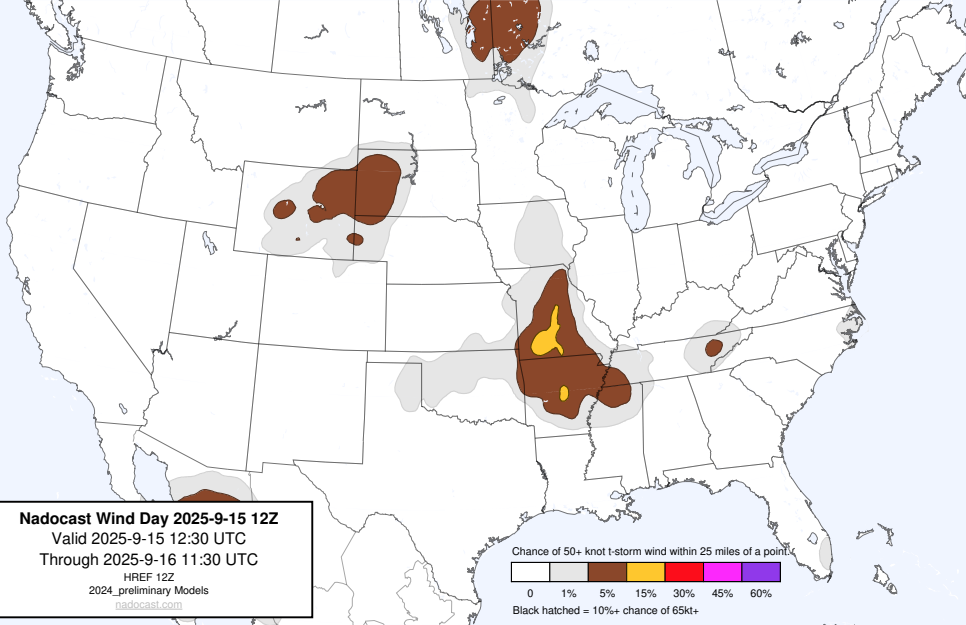 Nadocast Wind Day 2025-9-15 12Z
Valid 2025-9-15 12:30 UTC
Through 2025-9-16 11:30 UTC
HREF 12Z
2024_preliminary Models
nadocast.com
Chance of 50+ knot t-storm wind within 25 miles of a point.
0 1% 5% 15% 30% 45% 60%
Black hatched = 10%+ chance of 65kt+